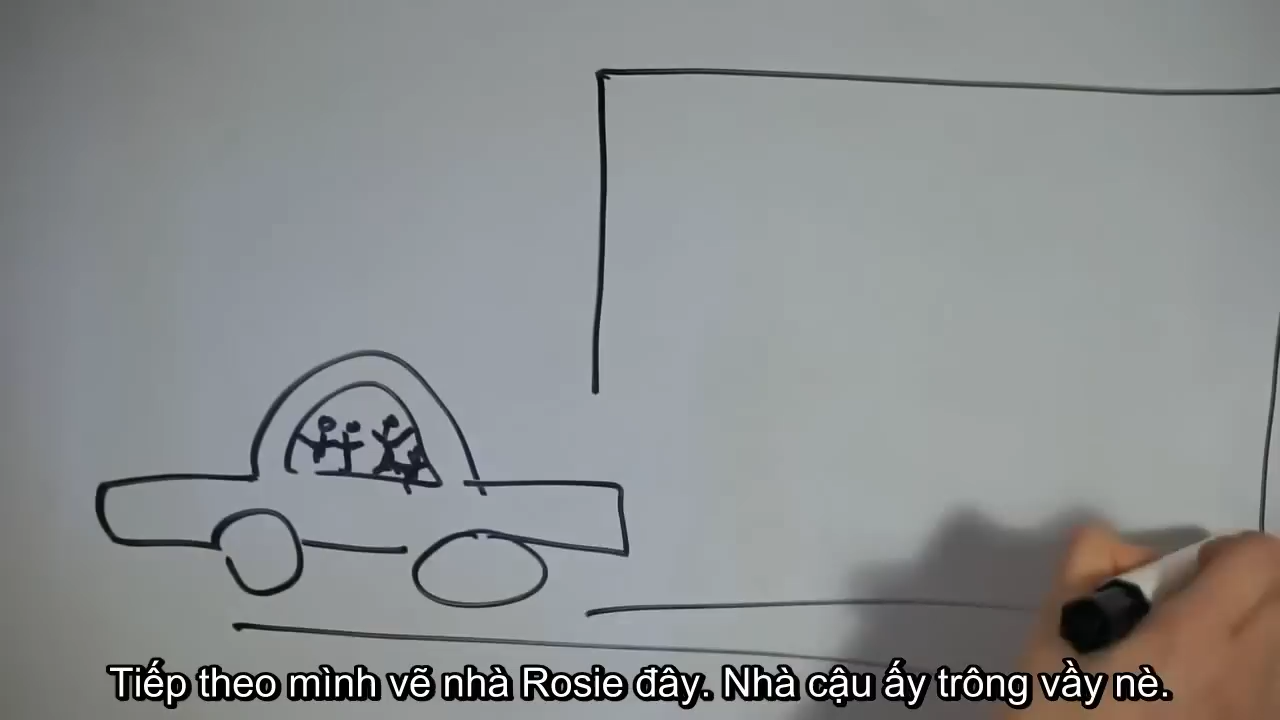 Tiếp theo mình vẽ nhà Rosie đây. Nhà cậu ấy trông vầy nè.